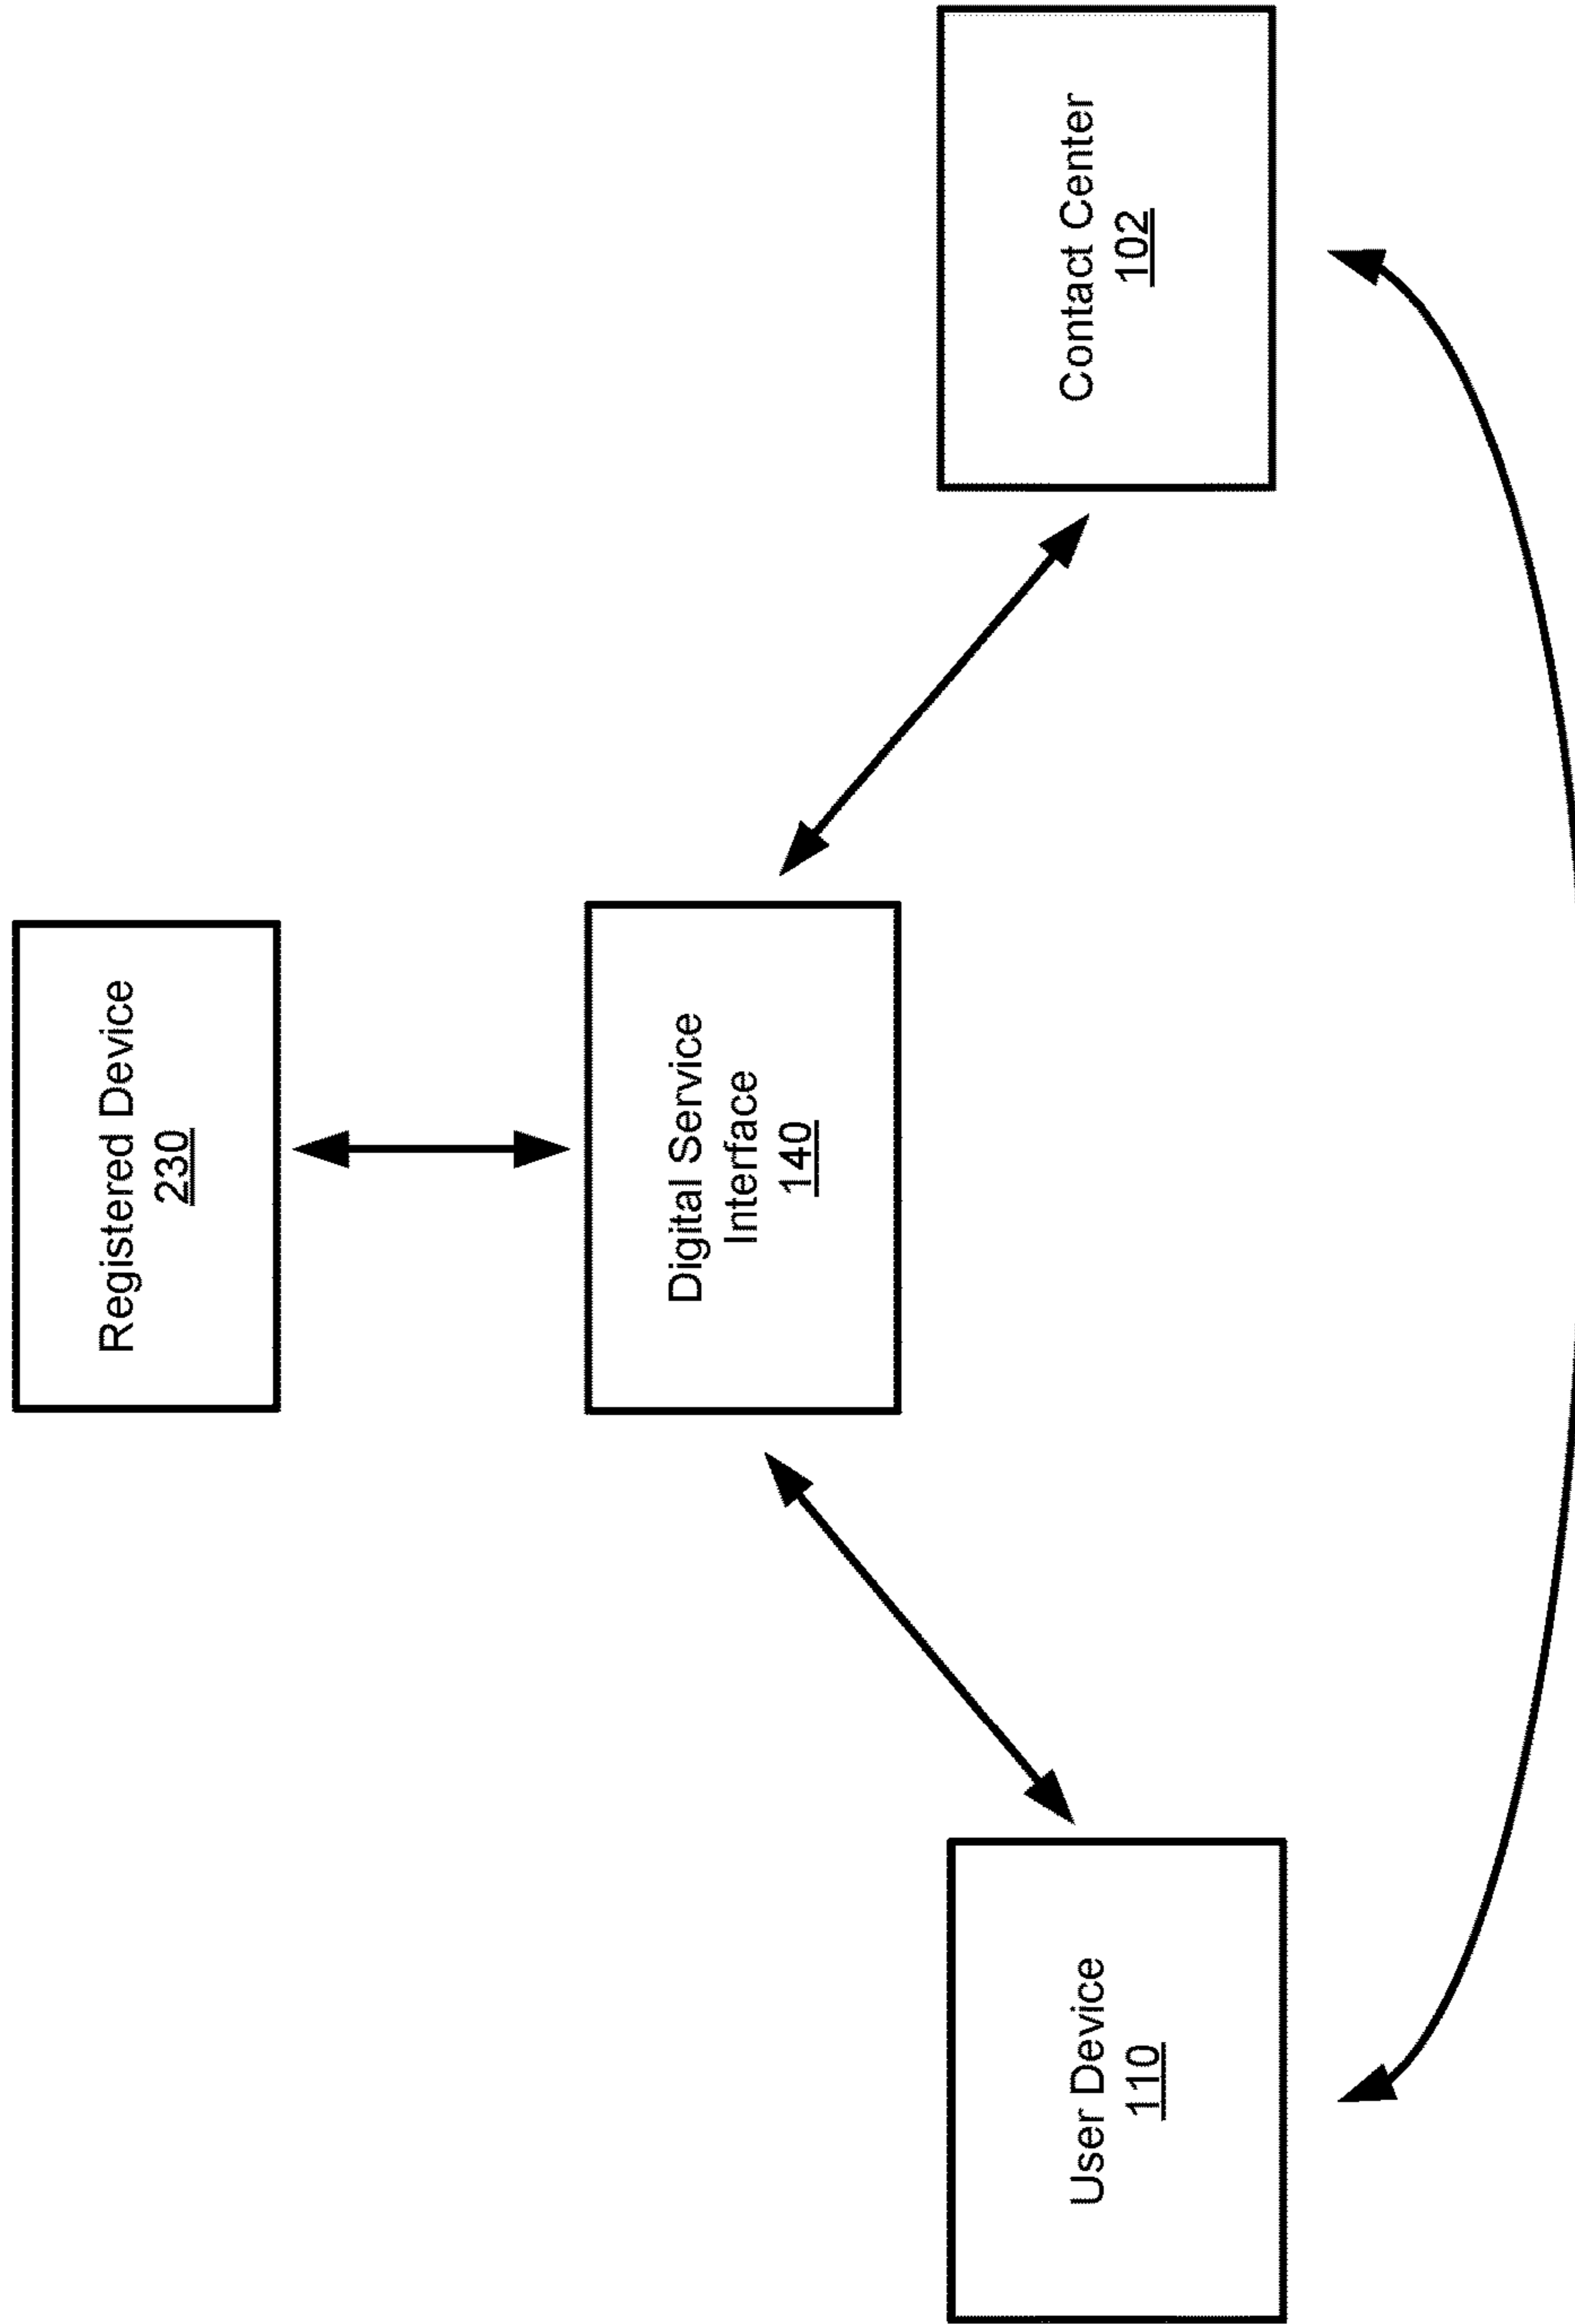 Registered Device
230
Digital Service
Interface
140
User Device
110
Contact Center
102